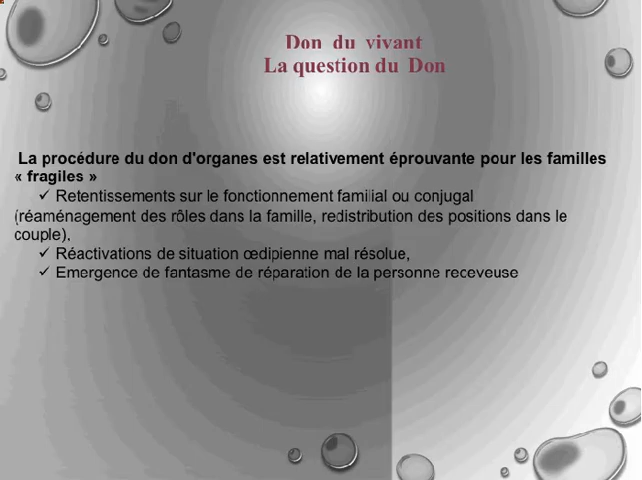 Don du vivant
La question du Don
La procédure du don d'organes est relativement éprouvante pour les familles
« fragiles »
✓ Retentissements sur le fonctionnement familial ou conjugal
(réaménagement des rôles dans la famille, redistribution des positions dans le
couple),
✓ Réactivations de situation œdipienne mal résolue,
✓ Emergence de fantasme de réparation de la personne receveuse